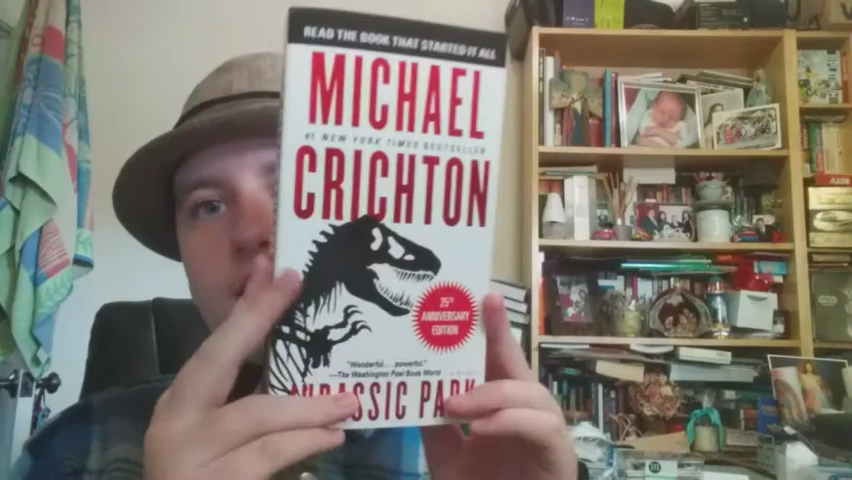 READ THE BOOK THAT STARTED IT ALL
MICHAEL
#1 NEW YORK TIMES BESTSELLER
CRICHTON
25TH
ANNIVERSARY
EDITION
"Wonderful... powerful."
—The Washington Post Book World
JURASSIC PARK